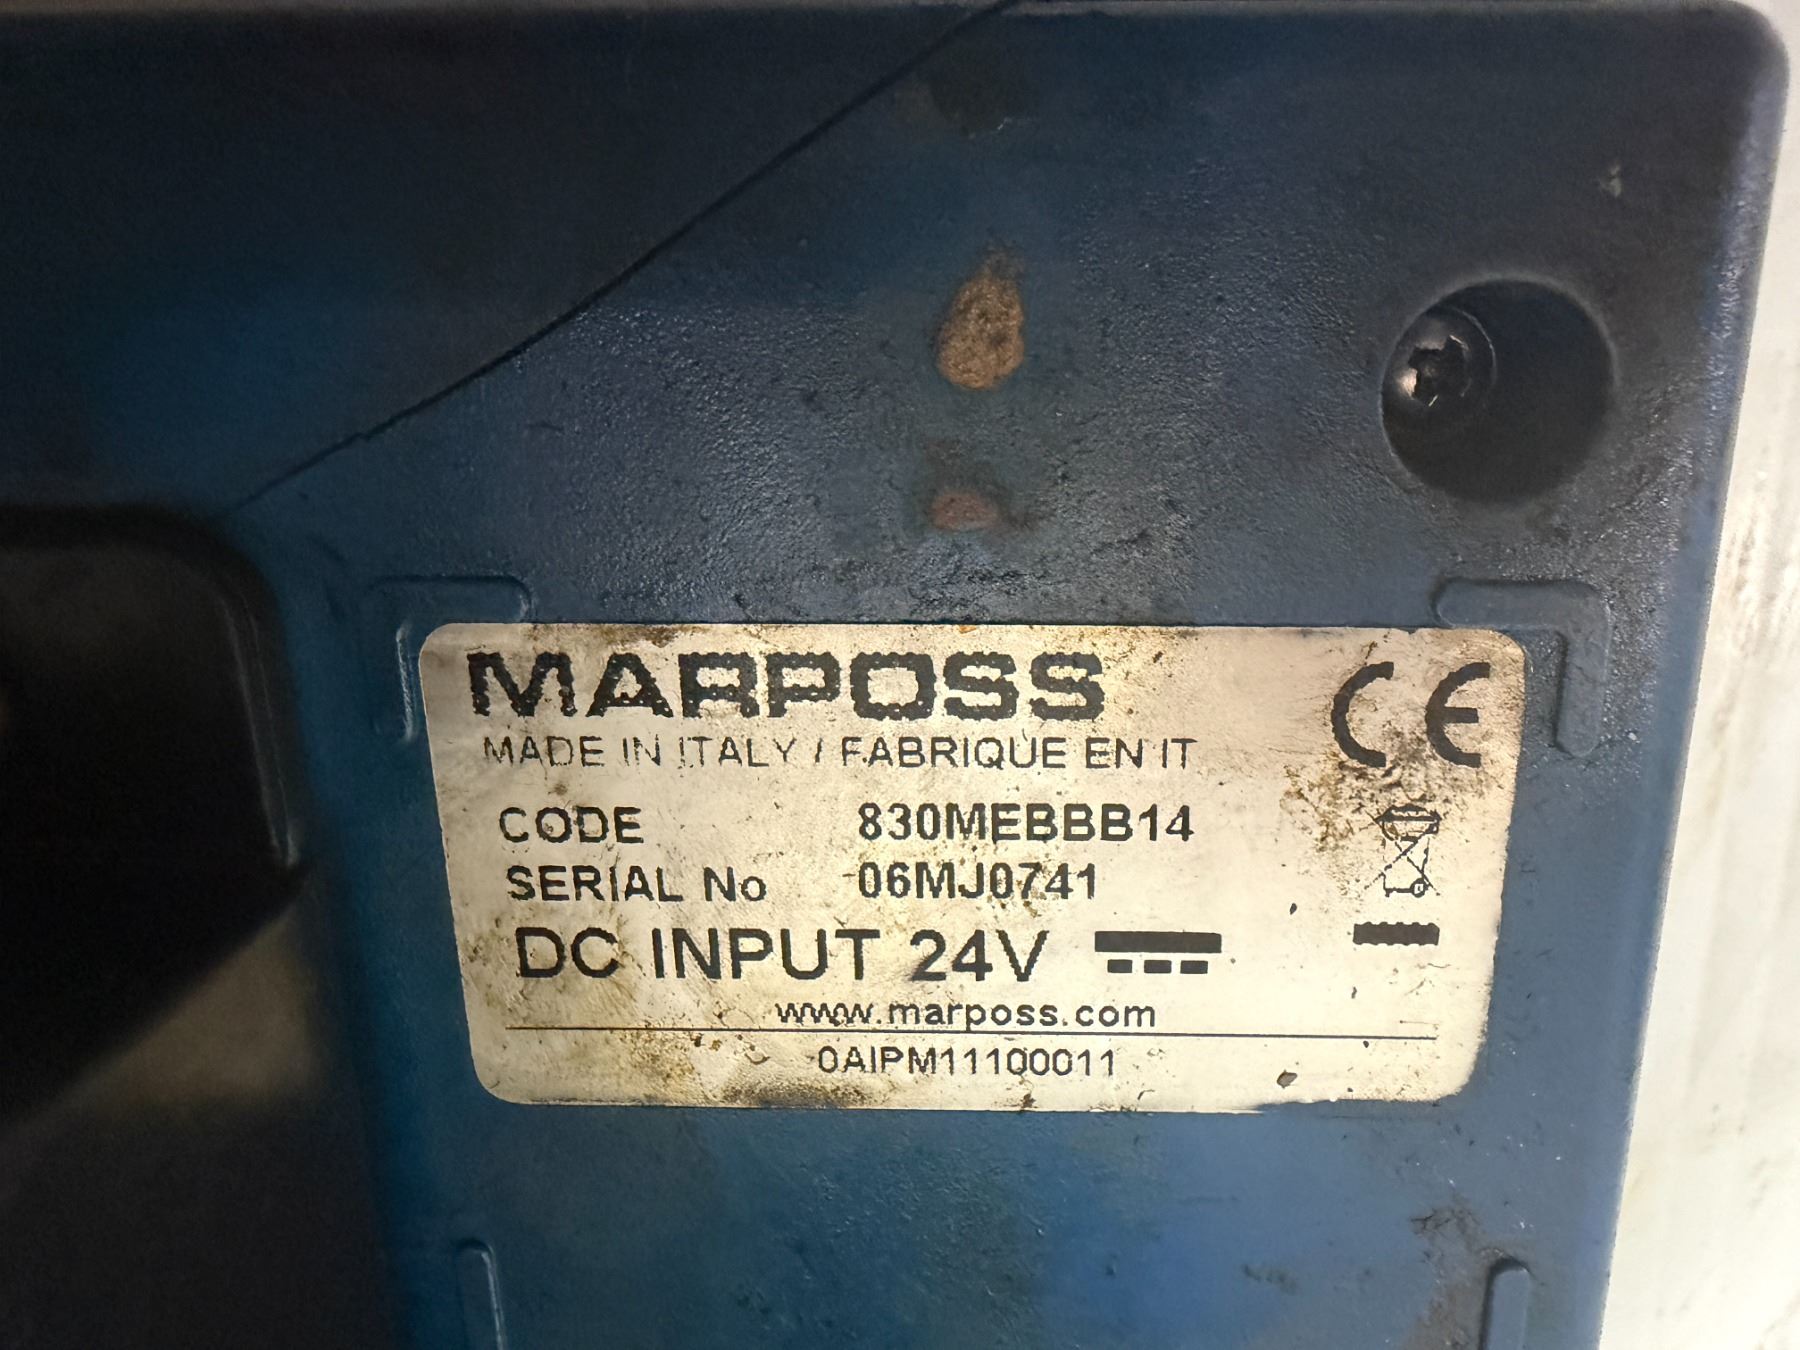 MARPOSS
CE
MADE IN ITALY / FABRIQUE EN IT
CODE 830MEBBB14
SERIAL No 06MJ0741
DC INPUT 24V
www.marposs.com
0AIPM11100011